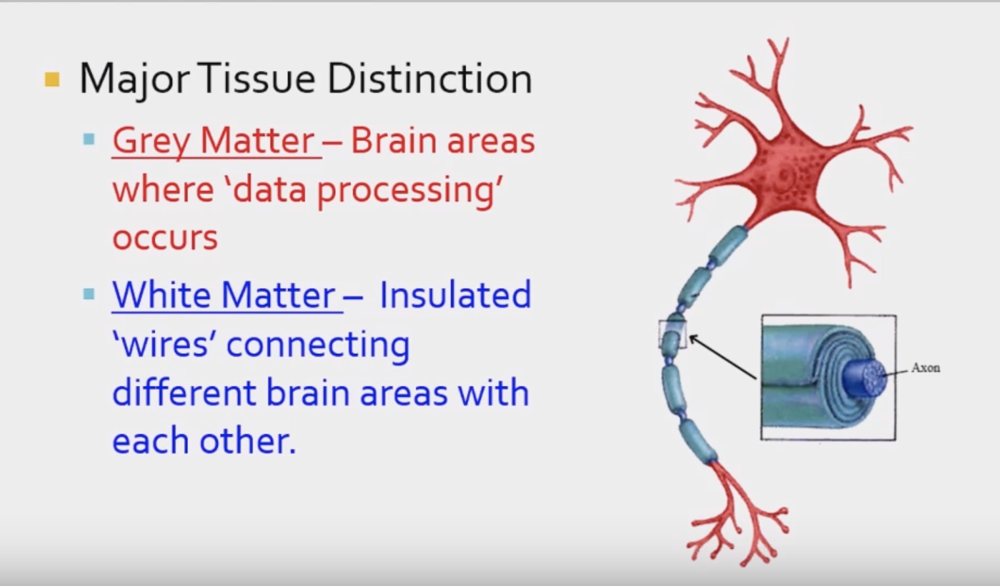 Major Tissue Distinction
Grey Matter – Brain areas
where ‘data processing’
occurs
White Matter – Insulated
‘wires’ connecting
different brain areas with
each other.
Axon